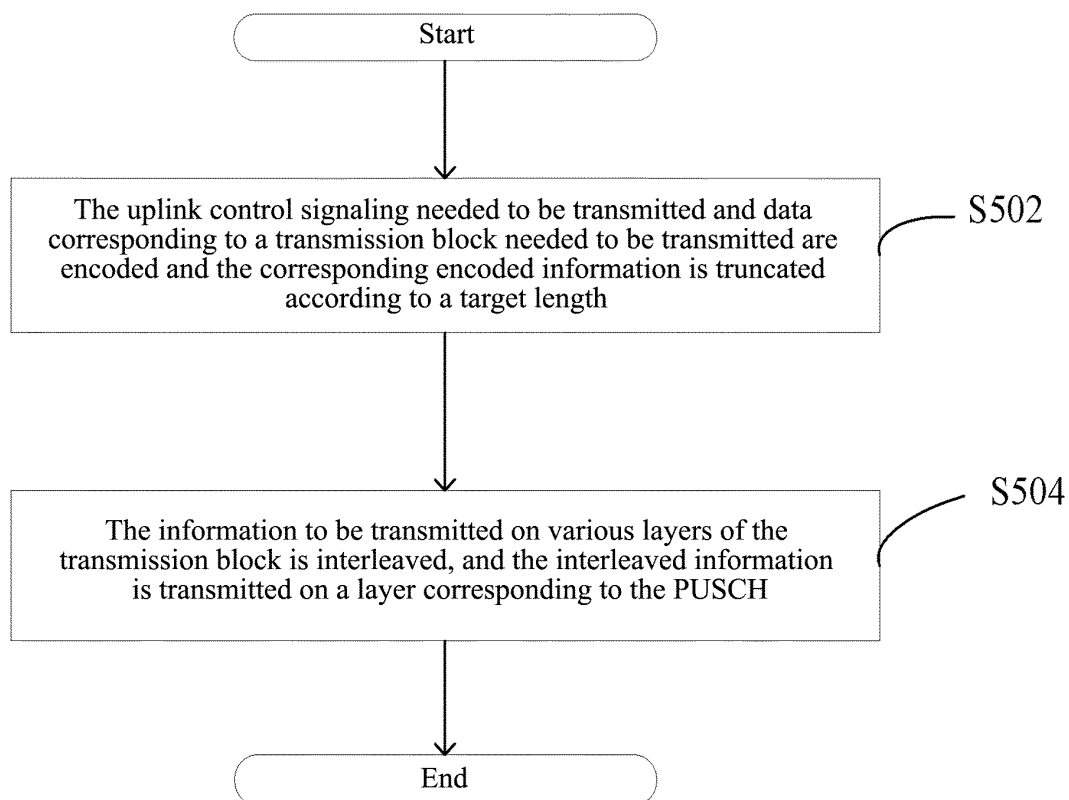 Start
The uplink control signaling needed to be transmitted and data
corresponding to a transmission block needed to be transmitted are
encoded and the corresponding encoded information is truncated
according to a target length
S502
The information to be transmitted on various layers of the
transmission block is interleaved, and the interleaved information
is transmitted on a layer corresponding to the PUSCH
S504
End